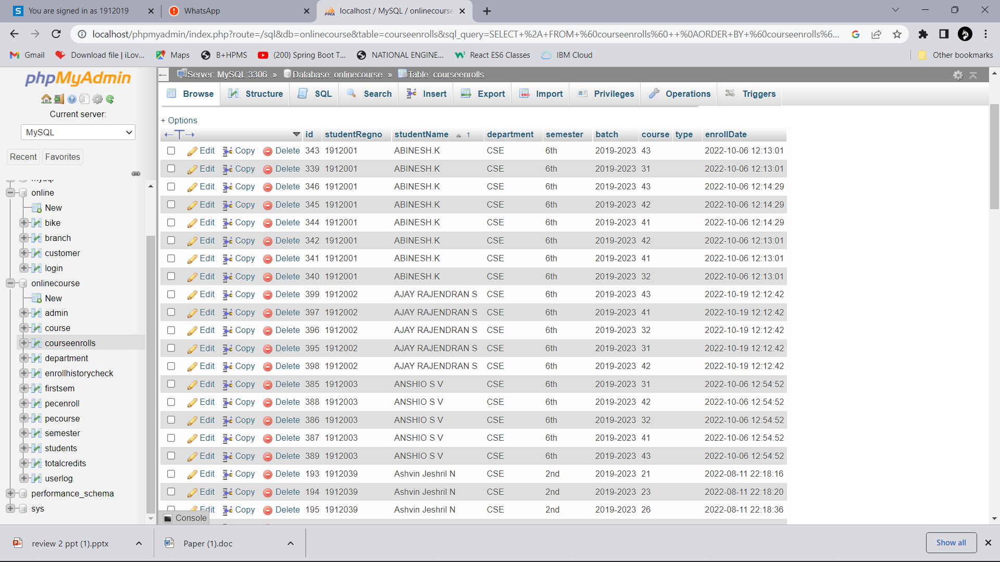 You are signed in as 1912019
WhatsApp
localhost / MySQL / onlinecourse
localhost/phpmyadmin/index.php?route=/sql&db=onlinecourse&table=courseenrolls&sql_query=SELECT+%2A+FROM+%60courseenrolls%60++%0AORDER+BY+%60courseenrolls%6...
Gmail Download file | iLov... Maps B+HPMS (200) Spring Boot T... NATIONAL ENGINE... React ES6 Classes IBM Cloud Other bookmarks
phpMyAdmin
Current server:
MySQL
Recent Favorites
mysql
online
New
bike
branch
customer
login
onlinecourse
New
admin
course
courseenrolls
department
enrollhistorycheck
firstsem
pecenroll
pecourse
semester
students
totalcredits
userlog
performance_schema
sys
Server: MySQL:3306 » Database: onlinecourse » Table: courseenrolls
Browse Structure SQL Search Insert Export Import Privileges Operations Triggers
+ Options
←T→ id studentRegno studentName 1 department semester batch course type enrollDate
Edit Copy Delete 343 1912001 ABINESH.K CSE 6th 2019-2023 43 2022-10-06 12:13:01
Edit Copy Delete 339 1912001 ABINESH.K CSE 6th 2019-2023 31 2022-10-06 12:13:01
Edit Copy Delete 346 1912001 ABINESH.K CSE 6th 2019-2023 43 2022-10-06 12:14:29
Edit Copy Delete 345 1912001 ABINESH.K CSE 6th 2019-2023 42 2022-10-06 12:14:29
Edit Copy Delete 344 1912001 ABINESH.K CSE 6th 2019-2023 41 2022-10-06 12:14:29
Edit Copy Delete 342 1912001 ABINESH.K CSE 6th 2019-2023 42 2022-10-06 12:13:01
Edit Copy Delete 341 1912001 ABINESH.K CSE 6th 2019-2023 41 2022-10-06 12:13:01
Edit Copy Delete 340 1912001 ABINESH.K CSE 6th 2019-2023 32 2022-10-06 12:13:01
Edit Copy Delete 399 1912002 AJAY RAJENDRAN S CSE 6th 2019-2023 43 2022-10-19 12:12:42
Edit Copy Delete 397 1912002 AJAY RAJENDRAN S CSE 6th 2019-2023 41 2022-10-19 12:12:42
Edit Copy Delete 396 1912002 AJAY RAJENDRAN S CSE 6th 2019-2023 32 2022-10-19 12:12:42
Edit Copy Delete 395 1912002 AJAY RAJENDRAN S CSE 6th 2019-2023 31 2022-10-19 12:12:42
Edit Copy Delete 398 1912002 AJAY RAJENDRAN S CSE 6th 2019-2023 42 2022-10-19 12:12:42
Edit Copy Delete 385 1912003 ANSHIO S V CSE 6th 2019-2023 31 2022-10-06 12:54:52
Edit Copy Delete 388 1912003 ANSHIO S V CSE 6th 2019-2023 42 2022-10-06 12:54:52
Edit Copy Delete 386 1912003 ANSHIO S V CSE 6th 2019-2023 32 2022-10-06 12:54:52
Edit Copy Delete 387 1912003 ANSHIO S V CSE 6th 2019-2023 41 2022-10-06 12:54:52
Edit Copy Delete 389 1912003 ANSHIO S V CSE 6th 2019-2023 43 2022-10-06 12:54:52
Edit Copy Delete 193 1912039 Ashvin Jeshril N CSE 2nd 2019-2023 21 2022-08-11 22:18:16
Edit Copy Delete 194 1912039 Ashvin Jeshril N CSE 2nd 2019-2023 23 2022-08-11 22:18:20
Edit Copy Delete 195 1912039 Ashvin Jeshril N CSE 2nd 2019-2023 26 2022-08-11 22:18:36
Console
review 2 ppt (1).pptx
Paper (1).doc
Show all